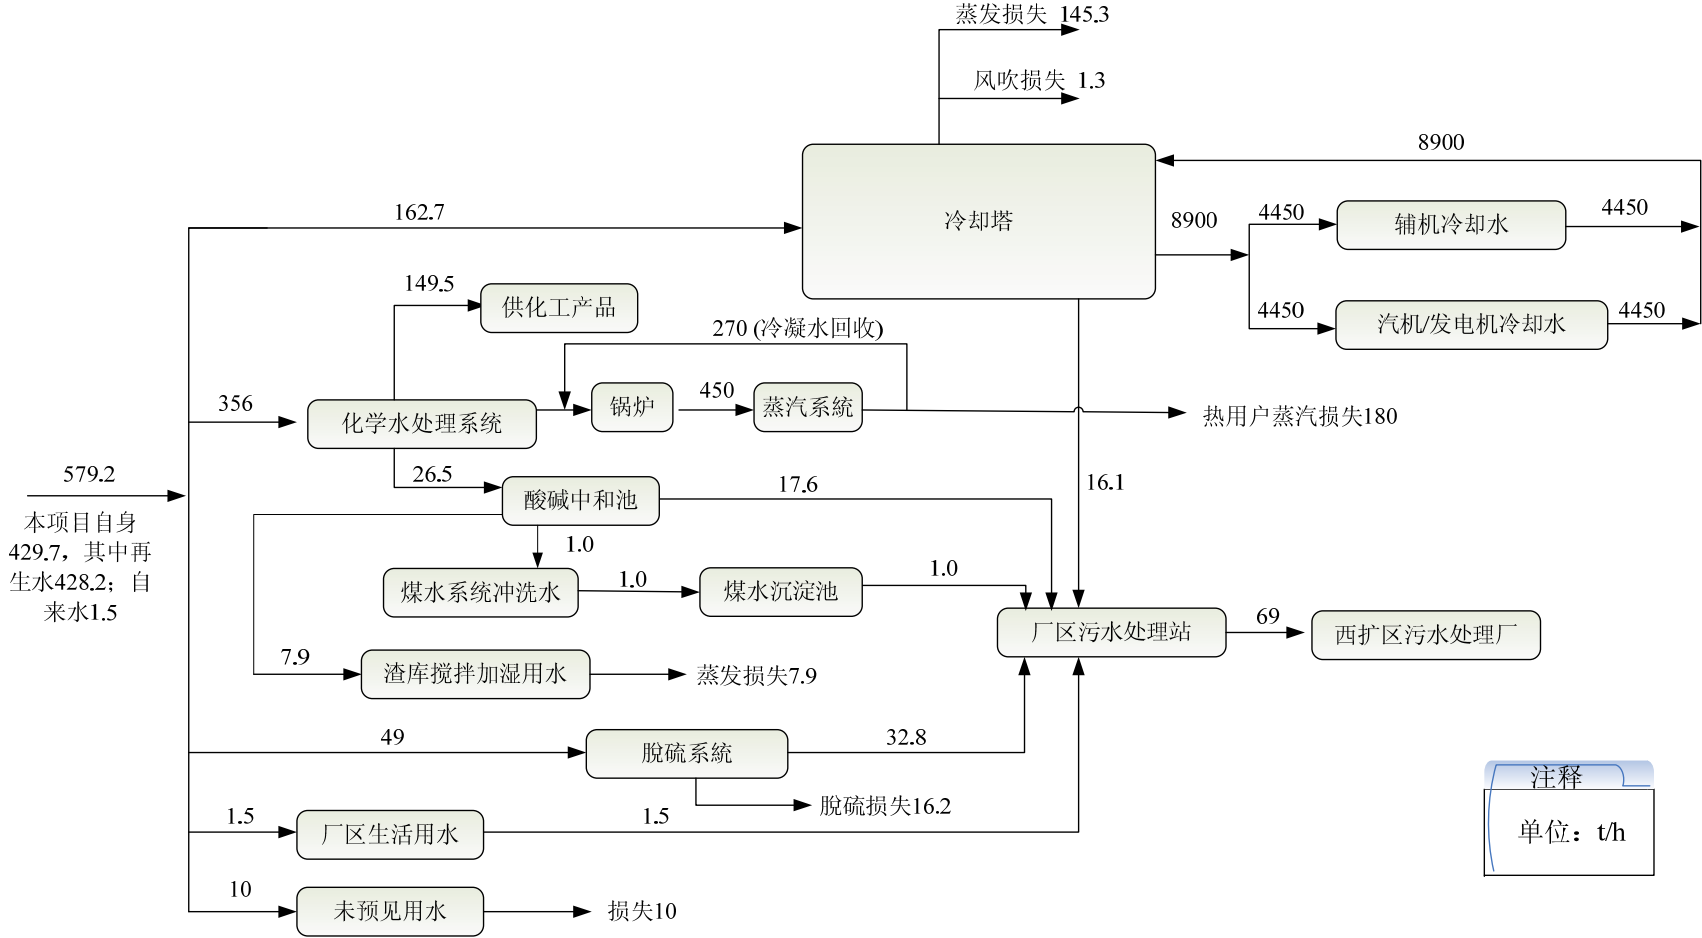 蒸发损失 145.3
风吹损失 1.3
8900
162.7
冷却塔
8900
4450
辅机冷却水
4450
149.5
供化工产品
4450
汽机/发电机冷却水
4450
270 (冷凝水回收)
356
化学水处理系统
锅炉
450
蒸汽系統
热用户蒸汽损失180
579.2
本项目自身
429.7，其中再
生水428.2；自
来水1.5
26.5
酸碱中和池
17.6
16.1
1.0
煤水系统冲洗水
1.0
煤水沉淀池
1.0
厂区污水处理站
69
西扩区污水处理厂
7.9
渣库搅拌加湿用水
蒸发损失7.9
49
脫硫系統
32.8
脫硫损失16.2
1.5
厂区生活用水
1.5
10
未预见用水
损失10
注释
单位：t/h